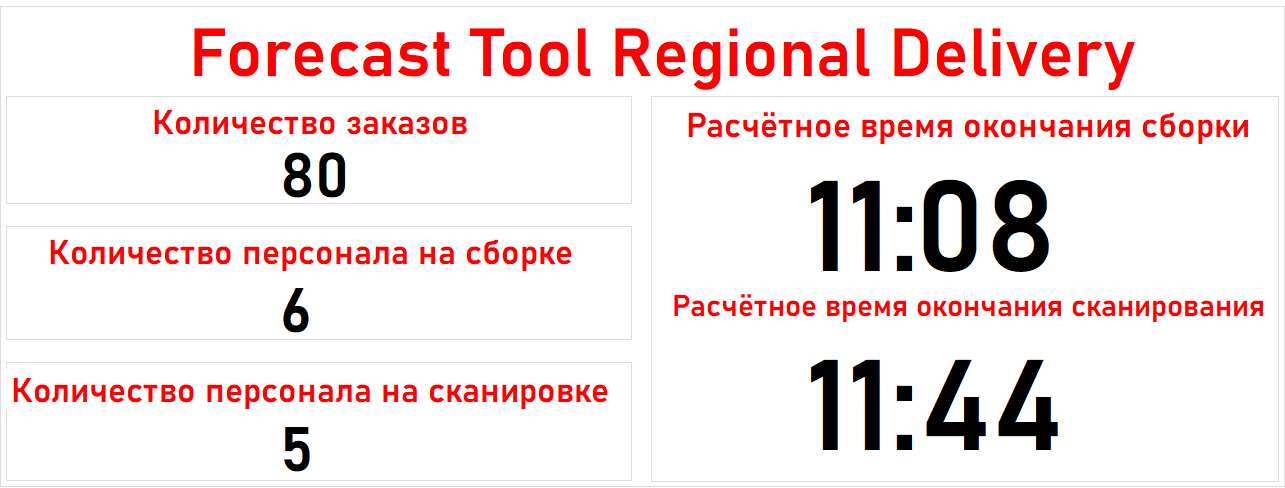 Forecast Tool Regional Delivery
Количество заказов
80
Количество персонала на сборке
6
Количество персонала на сканировке
5
Расчётное время окончания сборки
11:08
Расчётное время окончания сканирования
11:44